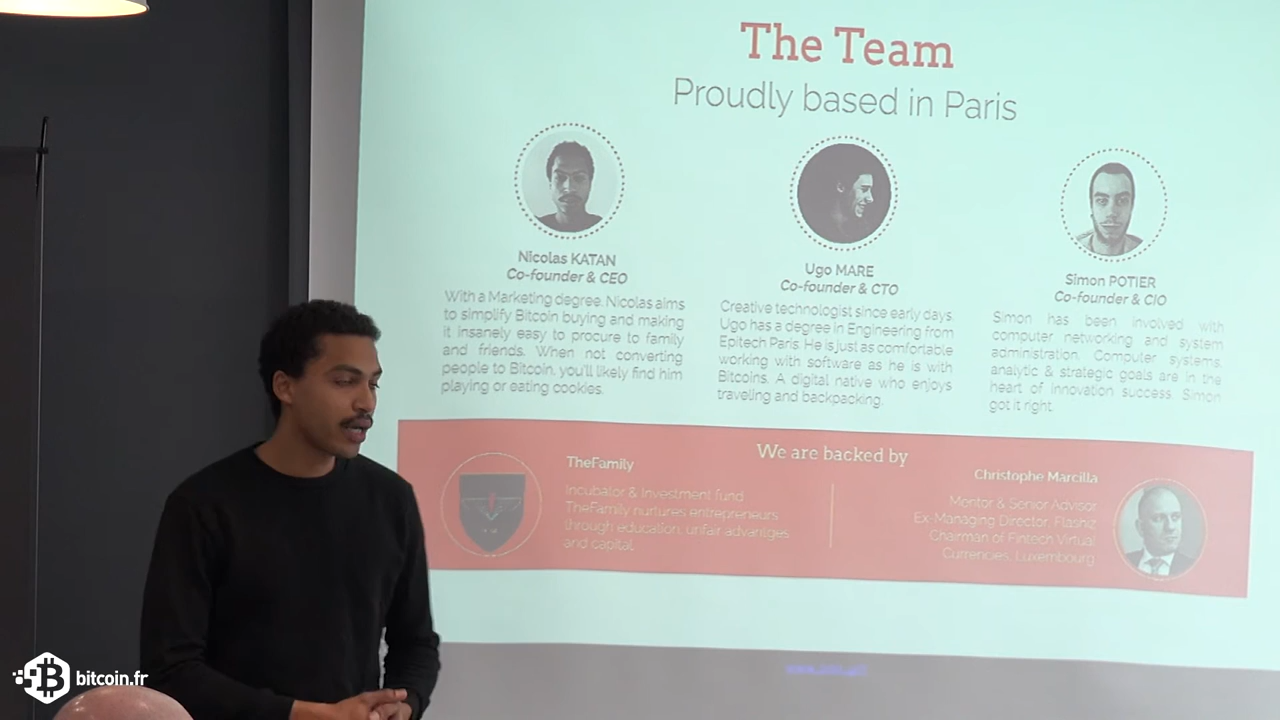 The Team
Proudly based in Paris
Nicolas KATAN
Co-founder & CEO
With a Marketing degree, Nicolas aims
to simplify Bitcoin buying and making
it insanely easy to procure to family
and friends. When not converting
people to Bitcoin, you'll likely find him
playing or eating cookies.
Ugo MARE
Co-founder & CTO
Creative technologist since early days,
Ugo has a degree in Engineering from
Epitech Paris. He is just as comfortable
working with software as he is with
Bitcoins. A digital native who enjoys
traveling and backpacking.
Simon POTIER
Co-founder & CIO
Simon has been involved with
computer networking and system
administration. Computer systems,
analytic & strategic goals are in the
heart of innovation success. Simon
got it right.
We are backed by
TheFamily
Incubator & Investment fund
TheFamily nurtures entrepreneurs
through education, unfair advantges
and capital.
Christophe Marcilla
Mentor & Senior Advisor
Ex-Managing Director, Flashiz
Chairman of Fintech Virtual
Currencies, Luxembourg
bitcoin.fr